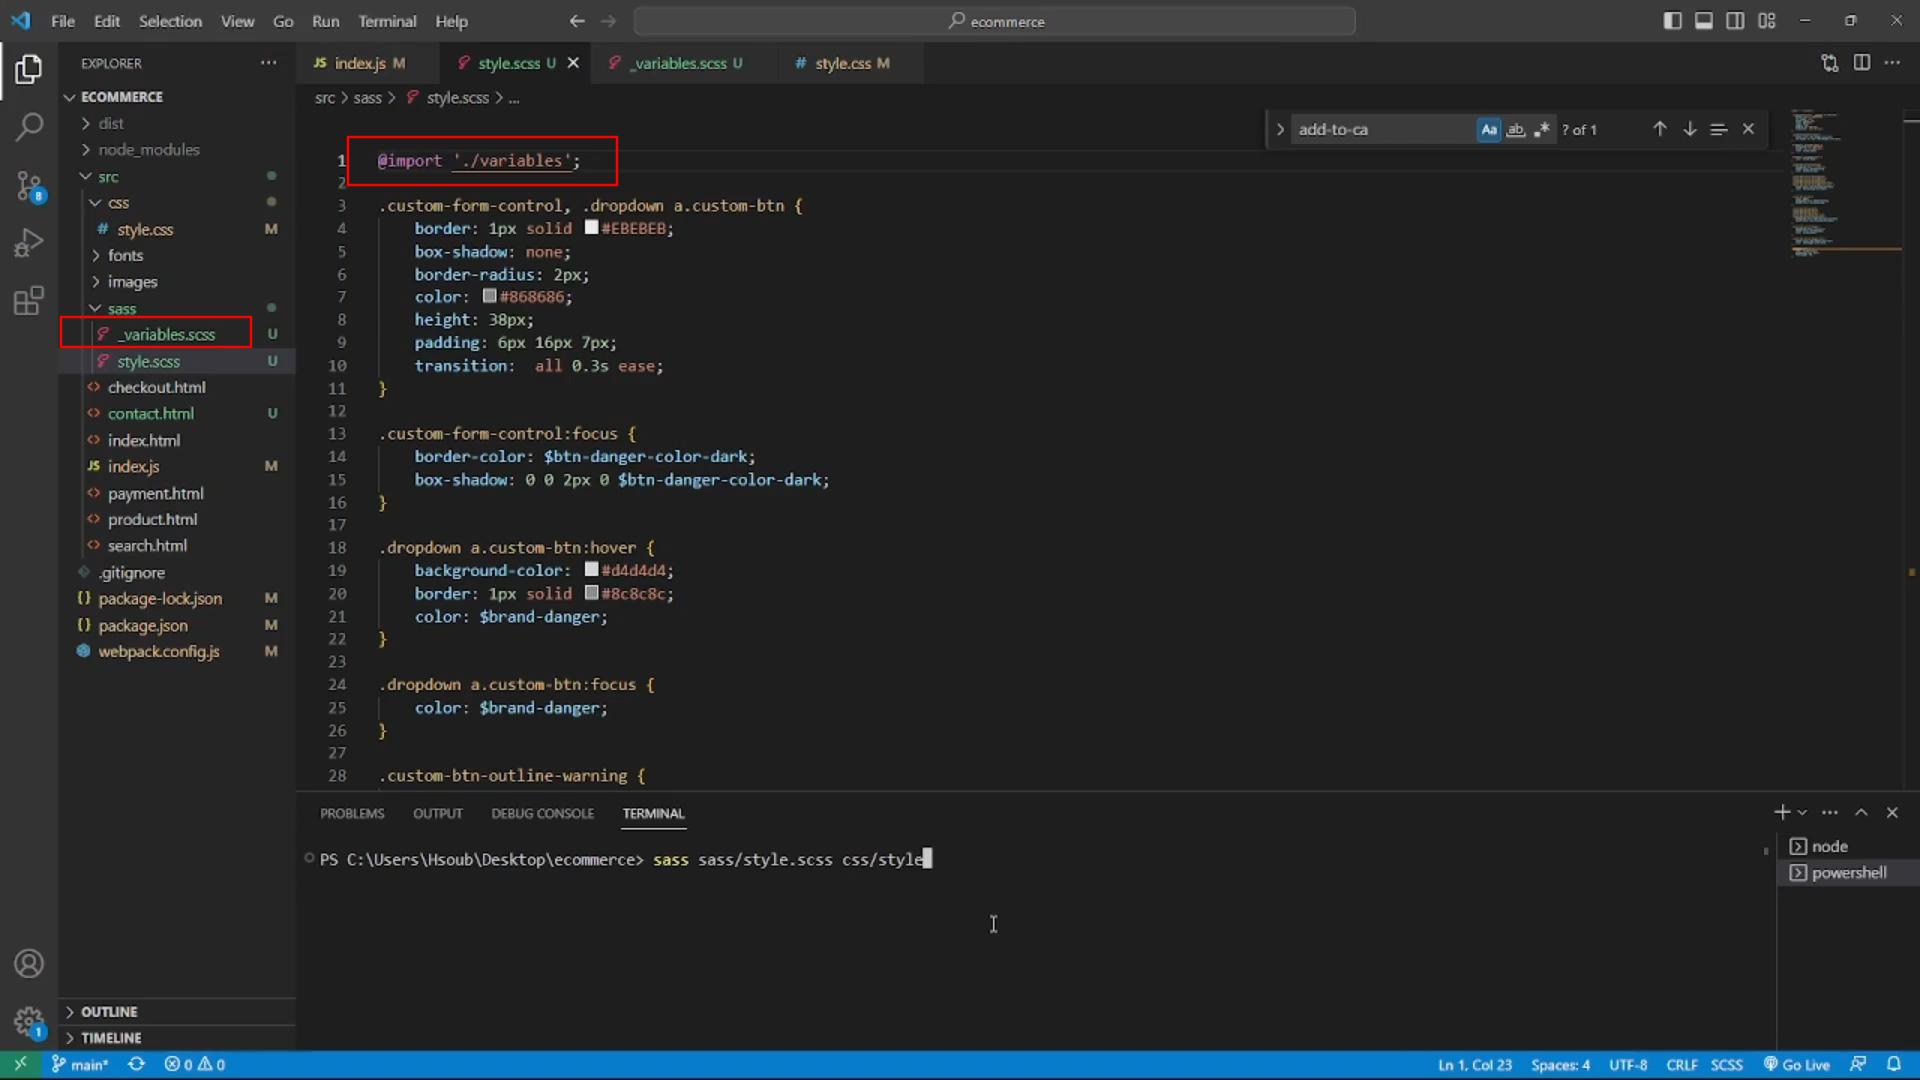 File Edit Selection View Go Run Terminal Help
ecommerce
EXPLORER
ECOMMERCE
dist
node_modules
src
css
style.css M
fonts
images
sass
_variables.scss U
style.scss U
checkout.html
contact.html U
index.html
index.js M
payment.html
product.html
search.html
.gitignore
package-lock.json M
package.json M
webpack.config.js M
OUTLINE
TIMELINE
8
1
JS index.js M
style.scss U
_variables.scss U
# style.css M
src > sass > style.scss > ...
add-to-ca
Aa ab .*
? of 1
1 @import './variables';
2
3 .custom-form-control, .dropdown a.custom-btn {
4 border: 1px solid #EBEBEB;
5 box-shadow: none;
6 border-radius: 2px;
7 color: #868686;
8 height: 38px;
9 padding: 6px 16px 7px;
10 transition:  all 0.3s ease;
11 }
12
13 .custom-form-control:focus {
14 border-color: $btn-danger-color-dark;
15 box-shadow: 0 0 2px 0 $btn-danger-color-dark;
16 }
17
18 .dropdown a.custom-btn:hover {
19 background-color: #d4d4d4;
20 border: 1px solid #8c8c8c;
21 color: $brand-danger;
22 }
23
24 .dropdown a.custom-btn:focus {
25 color: $brand-danger;
26 }
27
28 .custom-btn-outline-warning {
PROBLEMS OUTPUT DEBUG CONSOLE TERMINAL
PS C:\Users\Hsoub\Desktop\ecommerce> sass sass/style.scss css/style
node
powershell
main* 0 0
Ln 1, Col 23 Spaces: 4 UTF-8 CRLF SCSS Go Live